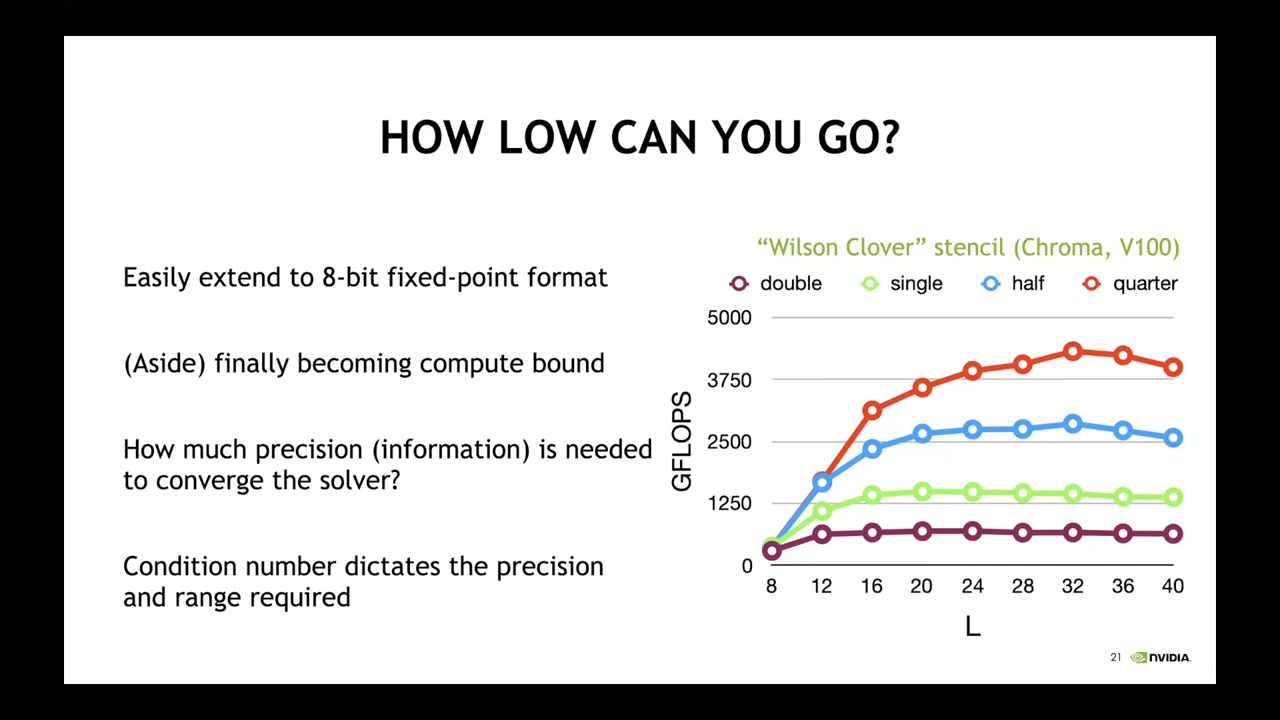 HOW LOW CAN YOU GO?
Easily extend to 8-bit fixed-point format
(Aside) finally becoming compute bound
How much precision (information) is needed
to converge the solver?
Condition number dictates the precision
and range required
“Wilson Clover” stencil (Chroma, V100)
double single half quarter
GFLOPS
5000
3750
2500
1250
0
8 12 16 20 24 28 32 36 40
L
21 NVIDIA.